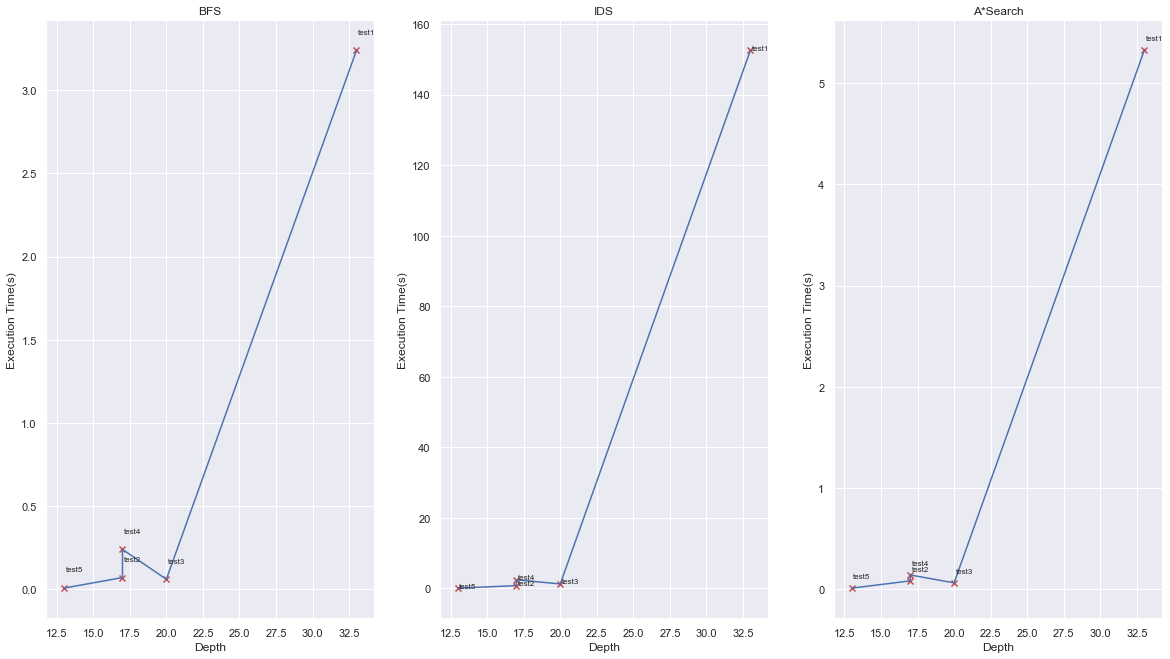 BFS
Execution Time(s)
3.0
2.5
2.0
1.5
1.0
0.5
0.0
test1
test4
test2
test3
test5
12.5 15.0 17.5 20.0 22.5 25.0 27.5 30.0 32.5
Depth
IDS
Execution Time(s)
160
140
120
100
80
60
40
20
0
test1
test4
test2
test3
test5
12.5 15.0 17.5 20.0 22.5 25.0 27.5 30.0 32.5
Depth
A*Search
Execution Time(s)
5
4
3
2
1
0
test1
test4
test2
test3
test5
12.5 15.0 17.5 20.0 22.5 25.0 27.5 30.0 32.5
Depth